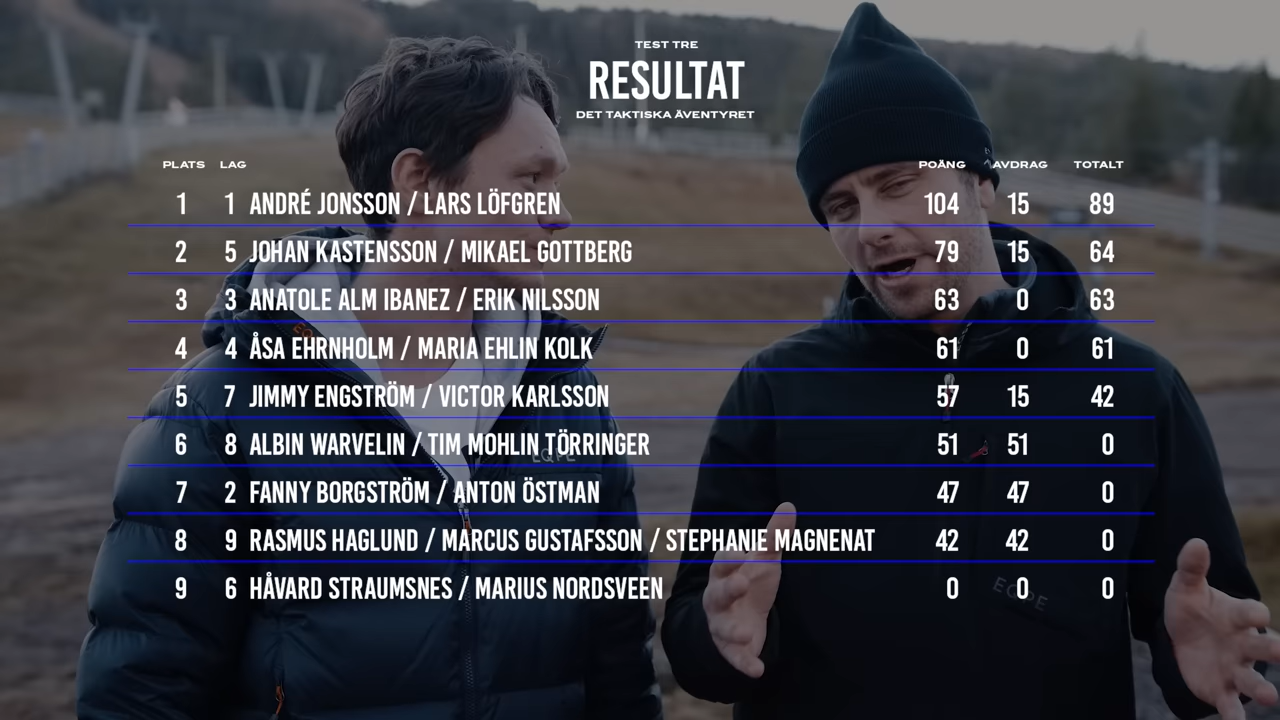 TEST TRE
RESULTAT
DET TAKTISKA ÄVENTYRET
PLATS LAG POÄNG AVDRAG TOTALT
1 1 ANDRÉ JONSSON / LARS LÖFGREN 104 15 89
2 5 JOHAN KASTENSSON / MIKAEL GOTTBERG 79 15 64
3 3 ANATOLE ALM IBANEZ / ERIK NILSSON 63 0 63
4 4 ÅSA EHRNHOLM / MARIA EHLIN KOLK 61 0 61
5 7 JIMMY ENGSTRÖM / VICTOR KARLSSON 57 15 42
6 8 ALBIN WARVELIN / TIM MOHLIN TÖRRINGER 51 51 0
7 2 FANNY BORGSTRÖM / ANTON ÖSTMAN 47 47 0
8 9 RASMUS HAGLUND / MARCUS GUSTAFSSON / STEPHANIE MAGNENAT 42 42 0
9 6 HÅVARD STRAUMSNES / MARIUS NORDSVEEN 0 0 0
EQPE
EQPE